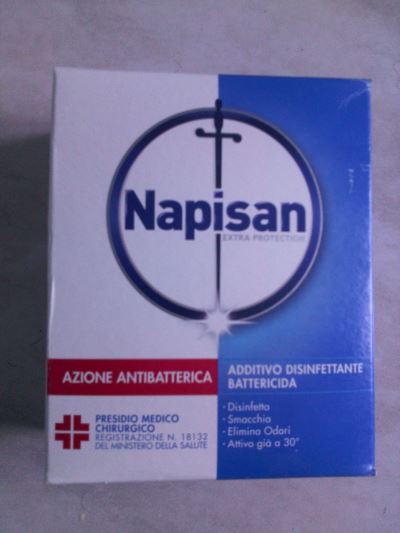 Napisan
EXTRA PROTECTION
AZIONE ANTIBATTERICA
ADDITIVO DISINFETTANTE
BATTERICIDA
PRESIDIO MEDICO
CHIRURGICO
REGISTRAZIONE N. 18132
DEL MINISTERO DELLA SALUTE
· Disinfetta
· Smacchia
· Elimina Odori
· Attivo già a 30°